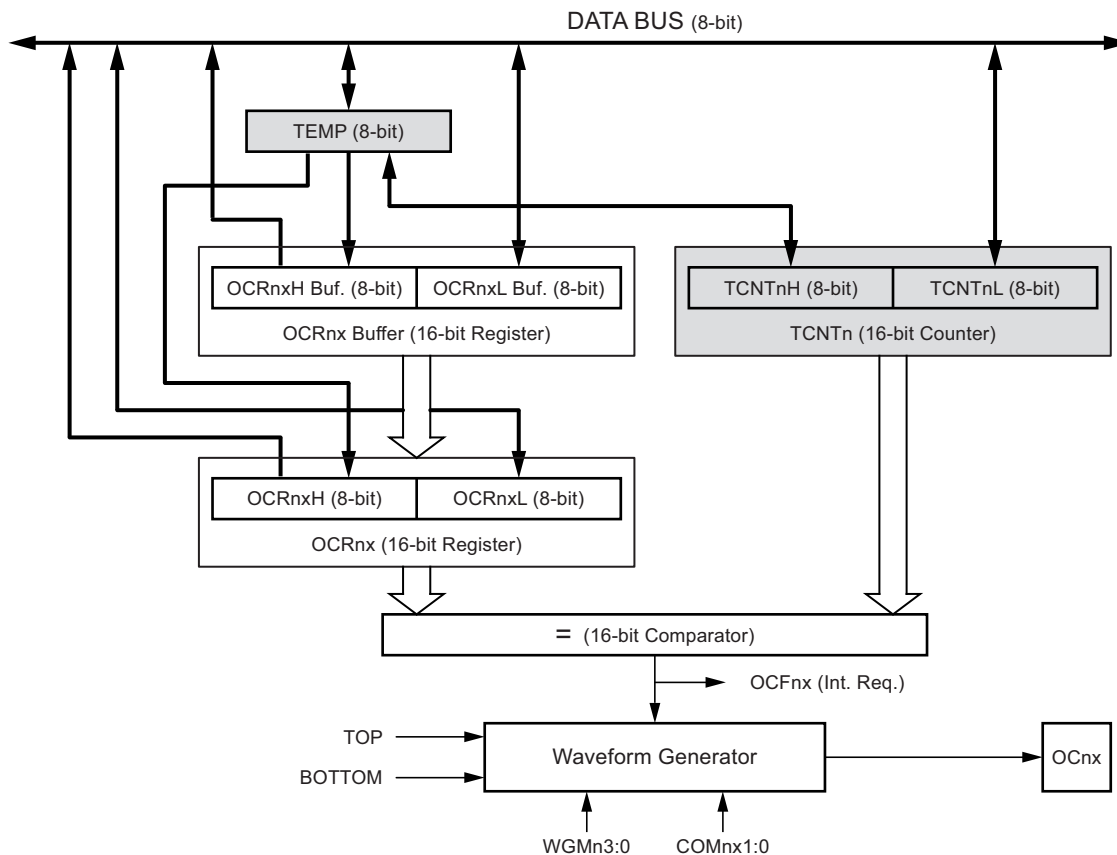 DATA BUS (8-bit)
TEMP (8-bit)
OCRnxH Buf. (8-bit)
OCRnxL Buf. (8-bit)
OCRnx Buffer (16-bit Register)
TCNTnH (8-bit)
TCNTnL (8-bit)
TCNTn (16-bit Counter)
OCRnxH (8-bit)
OCRnxL (8-bit)
OCRnx (16-bit Register)
= (16-bit Comparator)
OCFnx (Int. Req.)
TOP
BOTTOM
Waveform Generator
OCnx
WGMn3:0
COMnx1:0